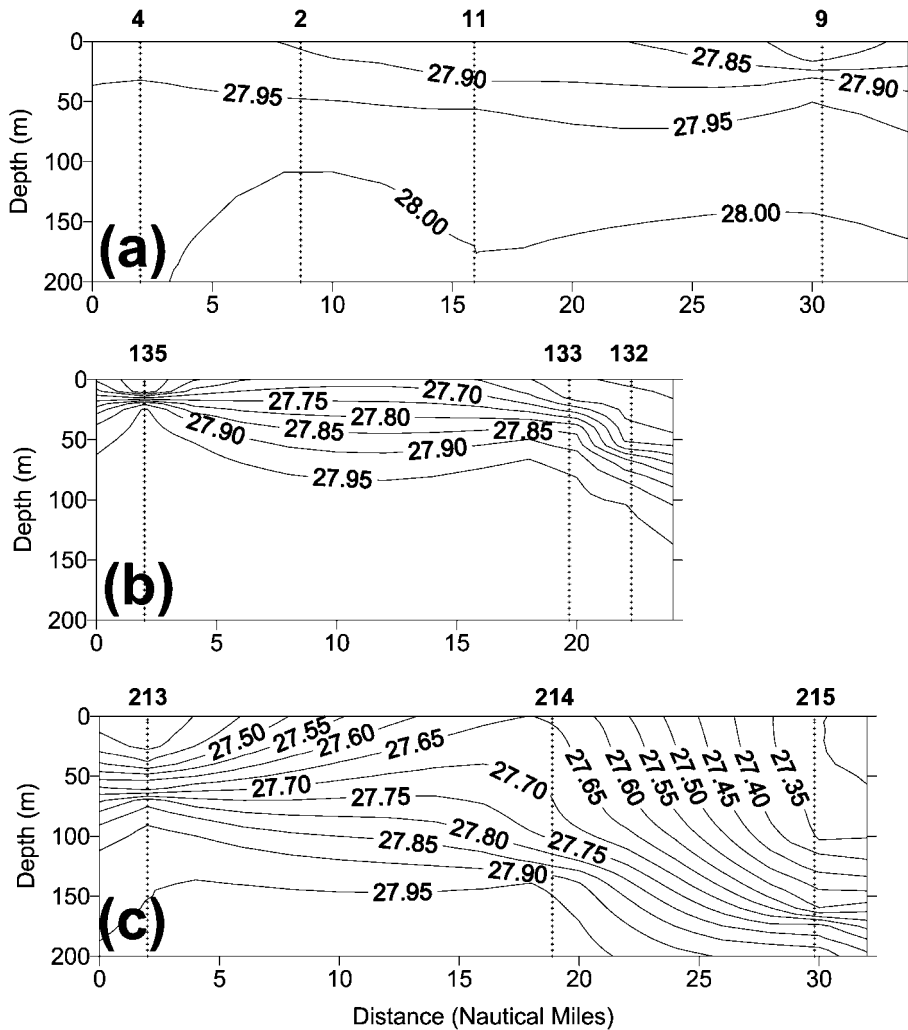 4 2 11 9
0
50
100
150
200
Depth (m)
27.95 27.90 27.85 27.90
27.95
28.00 28.00
(a)
0 5 10 15 20 25 30
135 133 132
0
50
100
150
200
Depth (m)
27.70
27.75
27.80
27.90 27.85 27.85
27.90
27.95
(b)
0 5 10 15 20
213 214 215
0
50
100
150
200
Depth (m)
27.50 27.55 27.60 27.65
27.70 27.70 27.65 27.60 27.55 27.50 27.45 27.40 27.35
27.75
27.80 27.75
27.85
27.90
27.95
(c)
0 5 10 15 20 25 30
Distance (Nautical Miles)